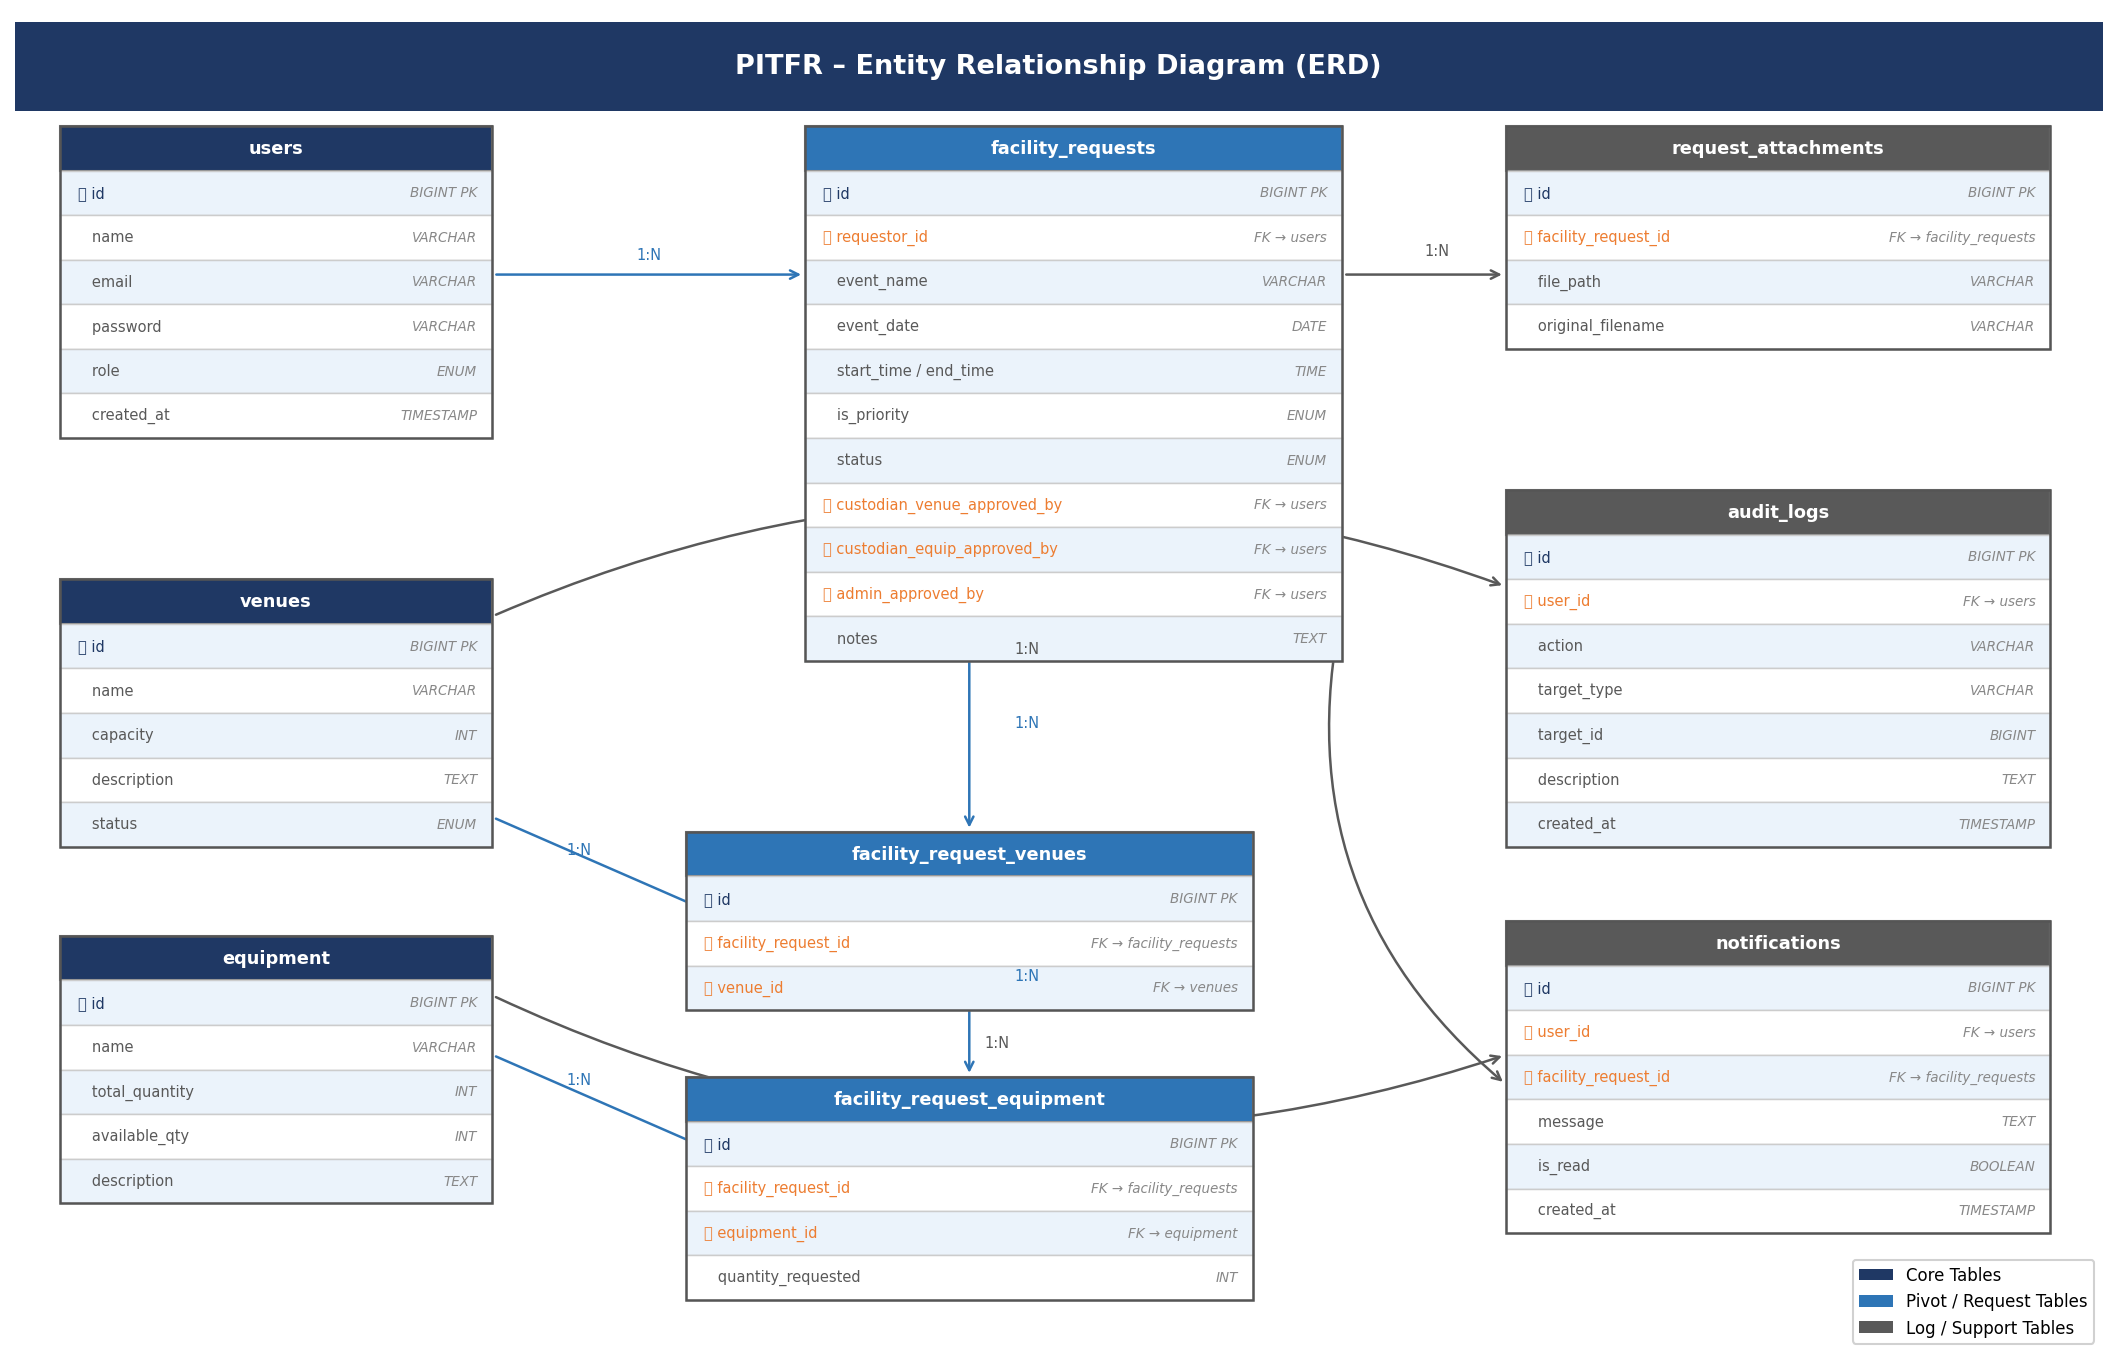 PITFR – Entity Relationship Diagram (ERD)
users
id BIGINT PK
name VARCHAR
email VARCHAR
password VARCHAR
role ENUM
created_at TIMESTAMP
1:N
facility_requests
id BIGINT PK
requestor_id FK → users
event_name VARCHAR
event_date DATE
start_time / end_time TIME
is_priority ENUM
status ENUM
custodian_venue_approved_by FK → users
custodian_equip_approved_by FK → users
admin_approved_by FK → users
notes TEXT
1:N
1:N
1:N
request_attachments
id BIGINT PK
facility_request_id FK → facility_requests
file_path VARCHAR
original_filename VARCHAR
audit_logs
id BIGINT PK
user_id FK → users
action VARCHAR
target_type VARCHAR
target_id BIGINT
description TEXT
created_at TIMESTAMP
venues
id BIGINT PK
name VARCHAR
capacity INT
description TEXT
status ENUM
1:N
facility_request_venues
id BIGINT PK
facility_request_id FK → facility_requests
1:N
venue_id FK → venues
1:N
equipment
id BIGINT PK
name VARCHAR
total_quantity INT
available_qty INT
description TEXT
1:N
facility_request_equipment
id BIGINT PK
facility_request_id FK → facility_requests
equipment_id FK → equipment
quantity_requested INT
notifications
id BIGINT PK
user_id FK → users
facility_request_id FK → facility_requests
message TEXT
is_read BOOLEAN
created_at TIMESTAMP
Core Tables
Pivot / Request Tables
Log / Support Tables